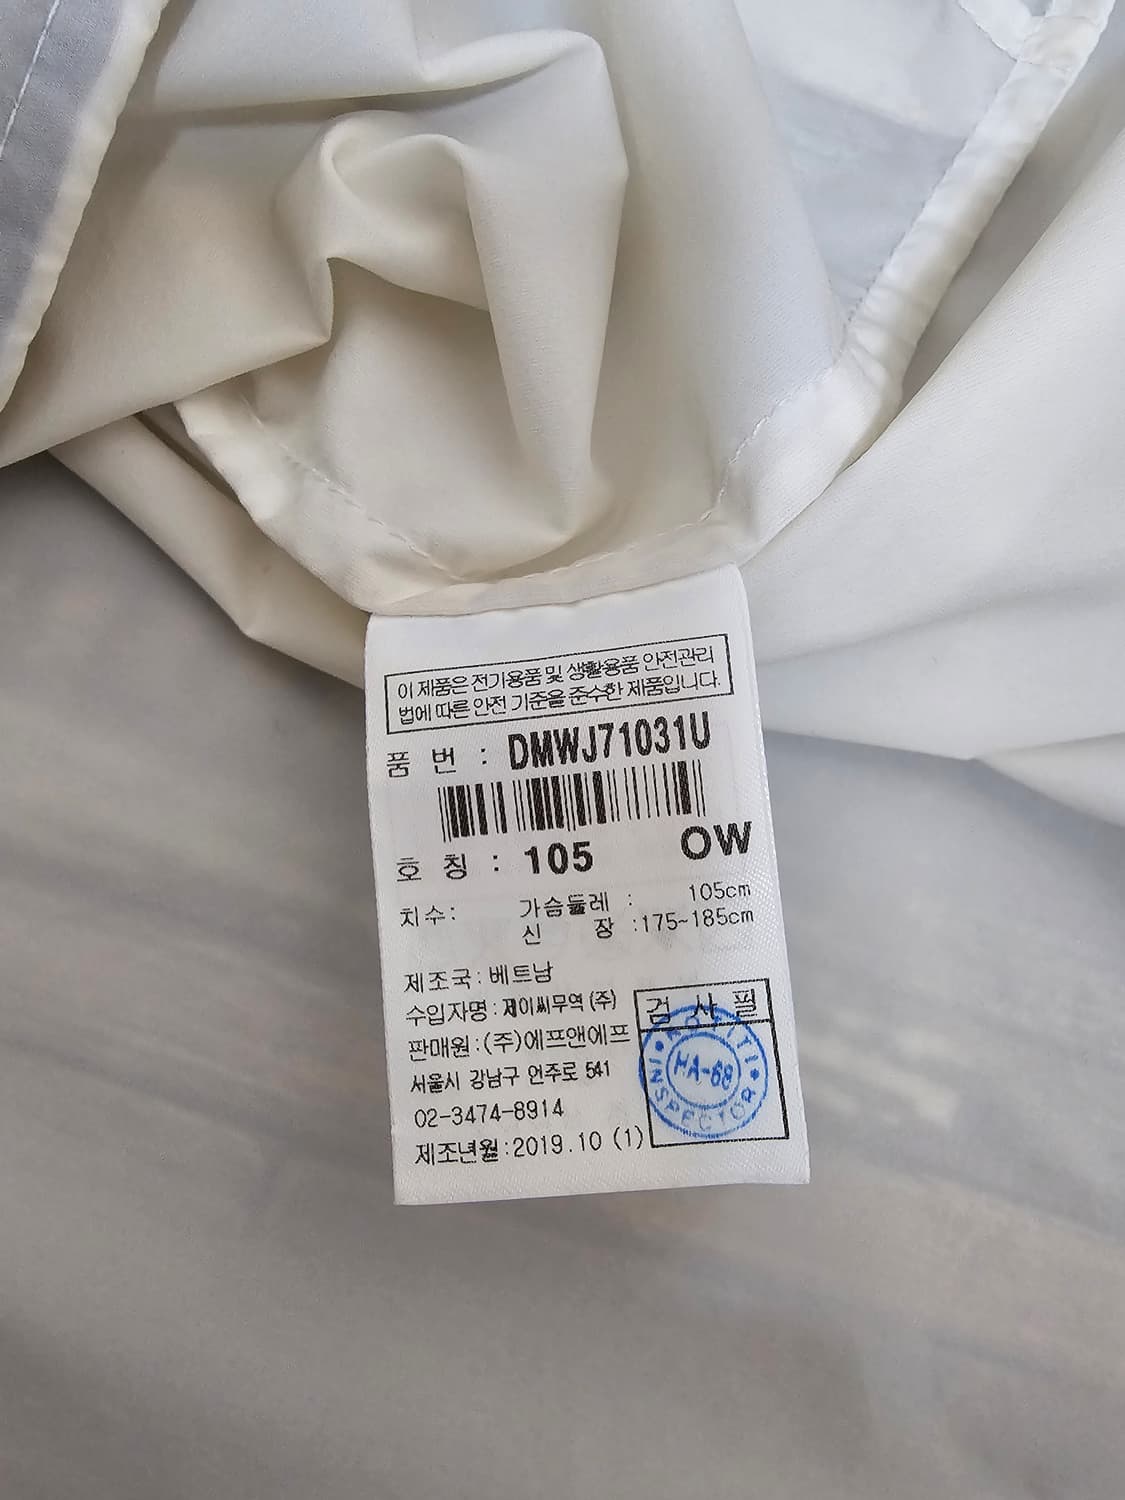 이 제품은 전기용품 및 생활용품 안전관리
법에 따른 안전 기준을 준수한 제품입니다.
품 번 : DMWJ71031U
호 칭 : 105 OW
치수: 가슴둘레 : 105cm
신 장 :175~185cm
제조국: 베트남
수입자명: 제이씨무역 (주)
판매원:(주)에프앤에프
서울시 강남구 언주로 541
02-3474-8914
제조년월:2019.10 (1)
검 사 필
KOTITI
HA-68
INSPECTOR